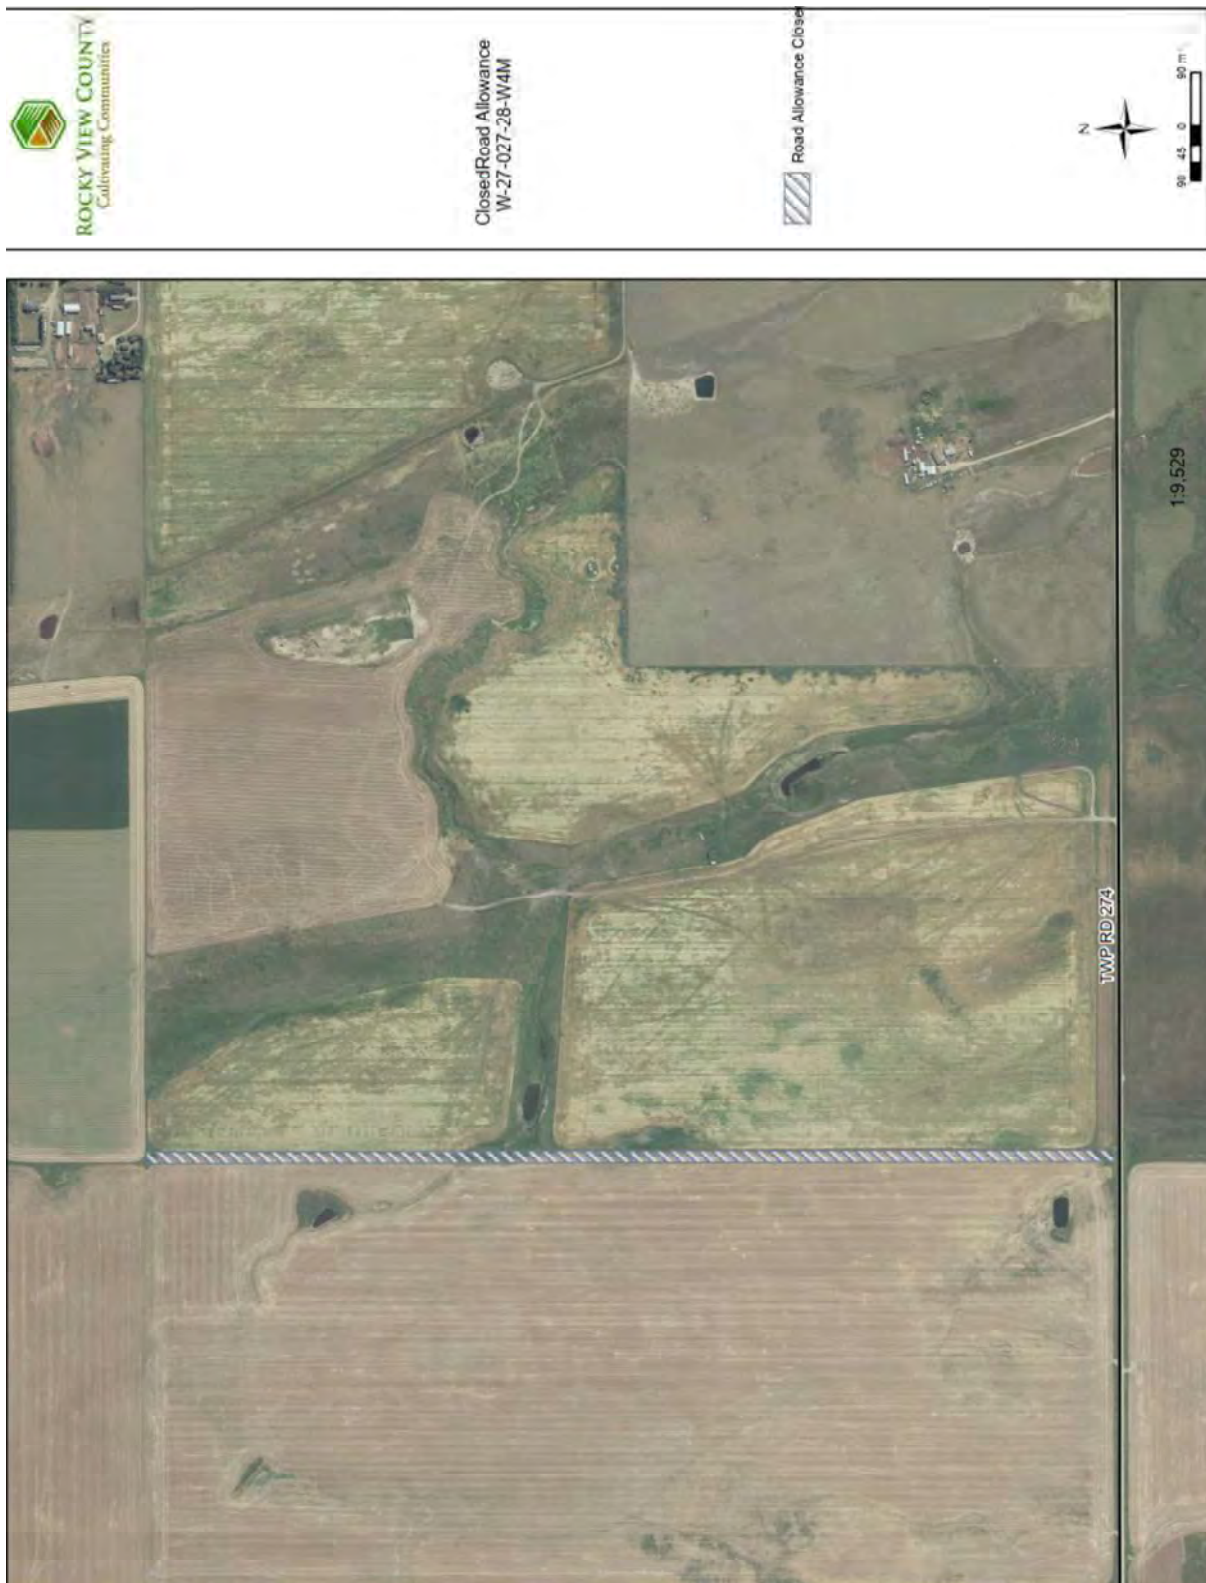 ROCKY VIEW COUNTY
Cultivating Communities
ClosedRoad Allowance
W-27-027-28-W4M
Road Allowance Closed
N
90 45 0 90 m
1:9,529
TWP RD 274